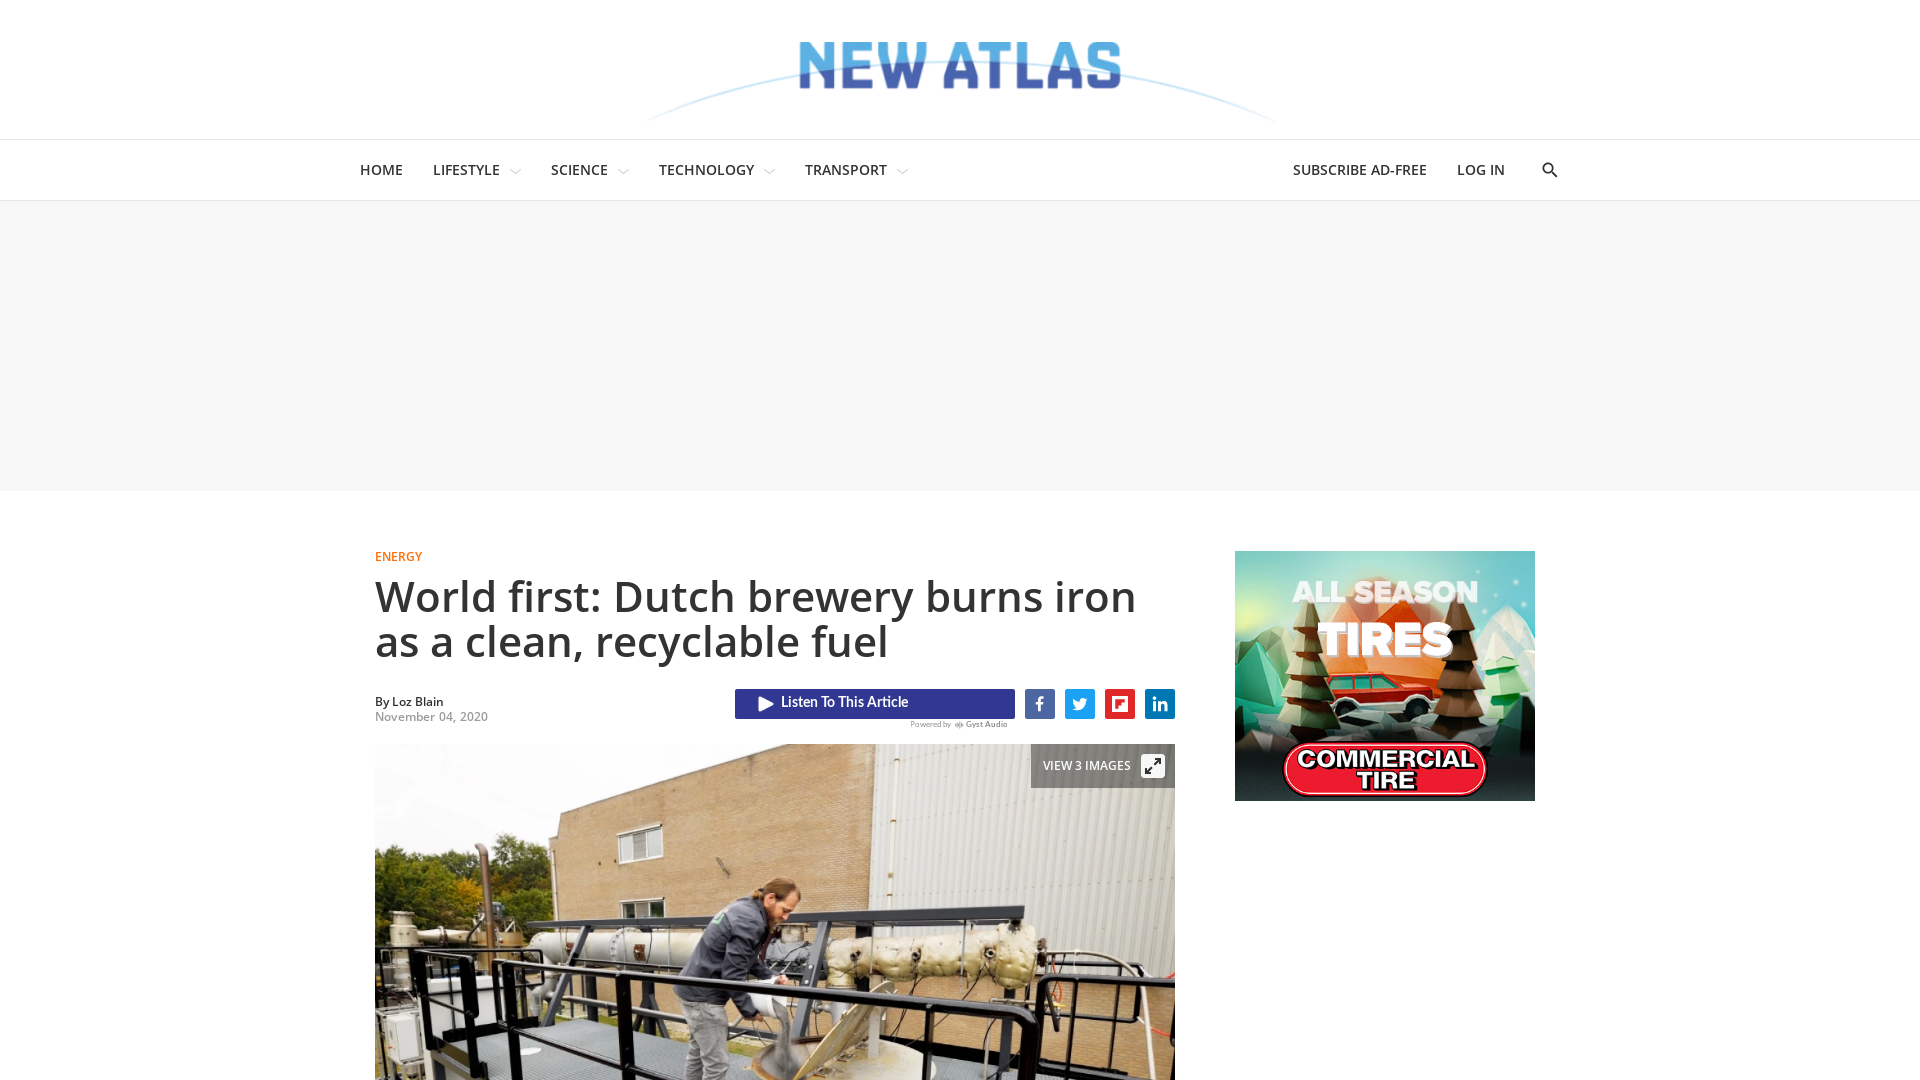 NEW ATLAS
HOME
LIFESTYLE
SCIENCE
TECHNOLOGY
TRANSPORT
SUBSCRIBE AD-FREE
LOG IN
ENERGY
World first: Dutch brewery burns iron
as a clean, recyclable fuel
By Loz Blain
November 04, 2020
Listen To This Article
Powered by Gyst Audio
VIEW 3 IMAGES
ALL SEASON
TIRES
COMMERCIAL
TIRE